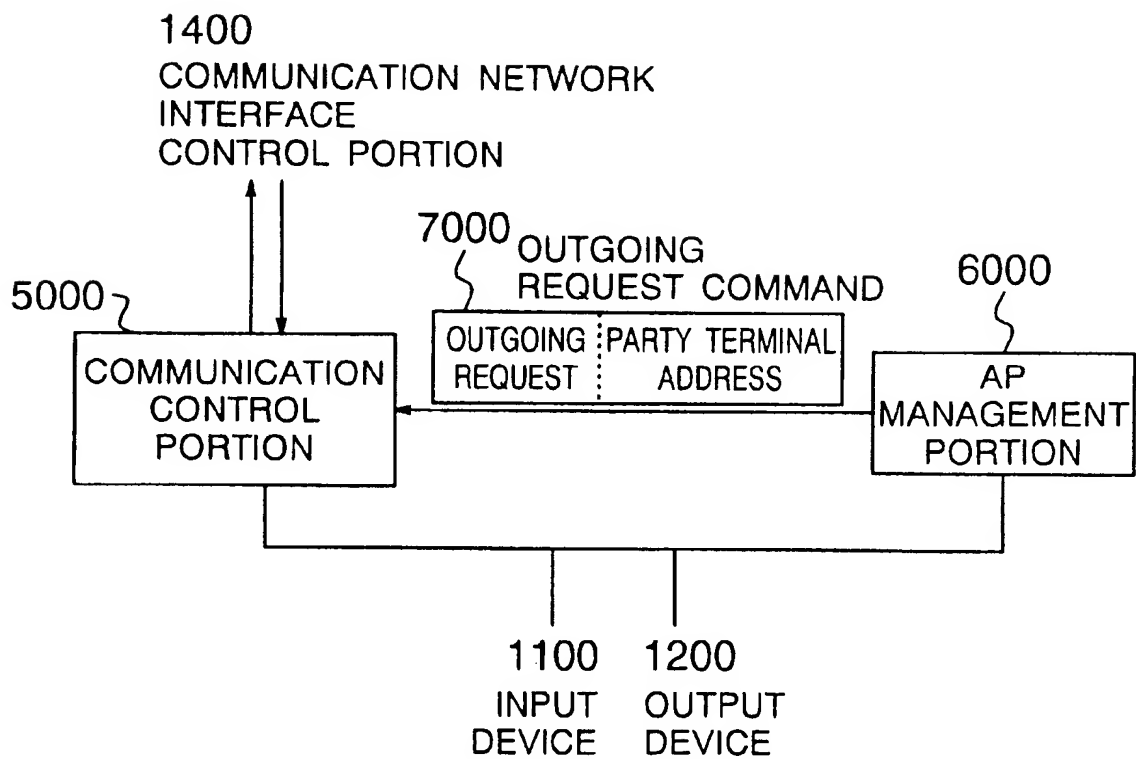 1400
COMMUNICATION NETWORK
INTERFACE
CONTROL PORTION
7000
OUTGOING
REQUEST COMMAND
6000
5000
OUTGOING
REQUEST
PARTY TERMINAL
ADDRESS
COMMUNICATION
CONTROL
PORTION
AP
MANAGEMENT
PORTION
1100
INPUT
DEVICE
1200
OUTPUT
DEVICE